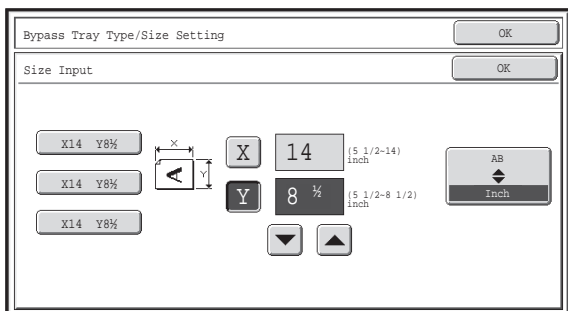 Bypass Tray Type/Size Setting
OK
Size Input
OK
X14 Y8½
X14 Y8½
X14 Y8½
X
Y
A
X
14
(5 1/2~14)
inch
Y
8 ½
(5 1/2~8 1/2)
inch
AB
Inch